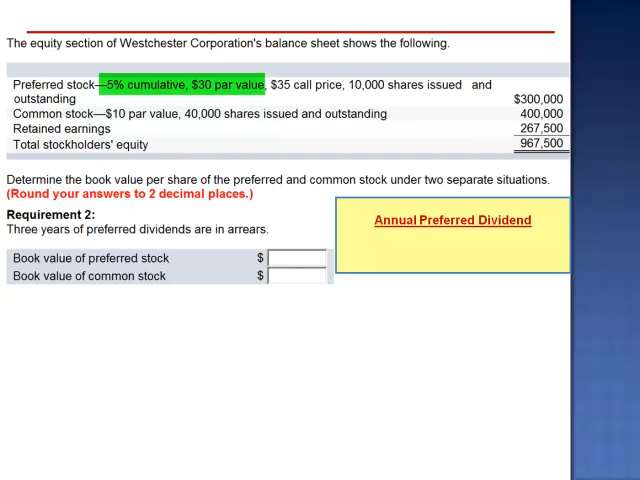 The equity section of Westchester Corporation's balance sheet shows the following.
Preferred stock—5% cumulative, $30 par value, $35 call price, 10,000 shares issued and
outstanding $300,000
Common stock—$10 par value, 40,000 shares issued and outstanding 400,000
Retained earnings 267,500
Total stockholders' equity 967,500
Determine the book value per share of the preferred and common stock under two separate situations.
(Round your answers to 2 decimal places.)
Requirement 2:
Three years of preferred dividends are in arrears.
Annual Preferred Dividend
Book value of preferred stock $
Book value of common stock $